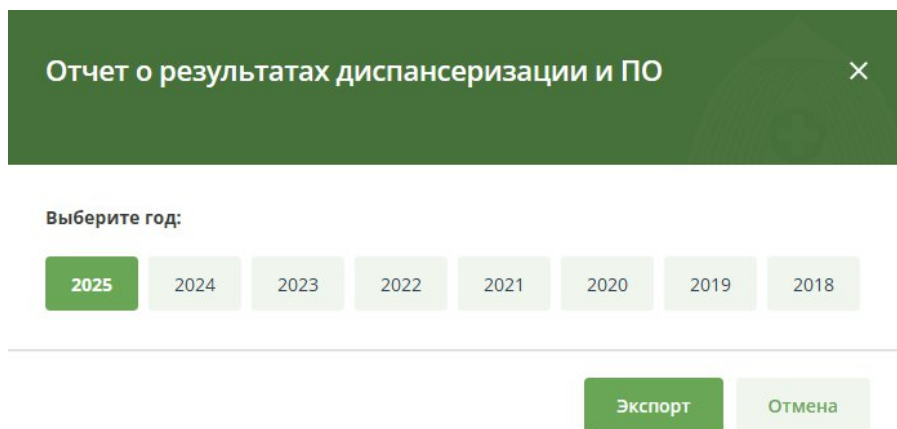 Отчет о результатах диспансеризации и ПО
Выберите год:
2025 2024 2023 2022 2021 2020 2019 2018
Экспорт Отмена